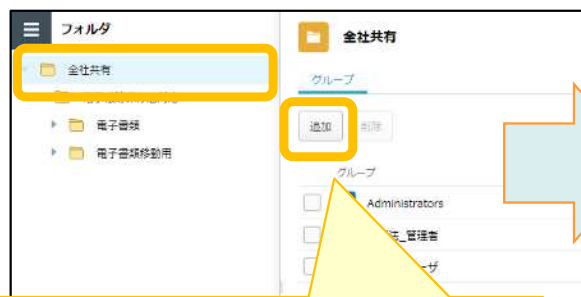 フォルダ
全社共有
電子書類
電子書類移動用
全社共有
グループ
追加
削除
グループ
Administrators
_管理者
ーザ